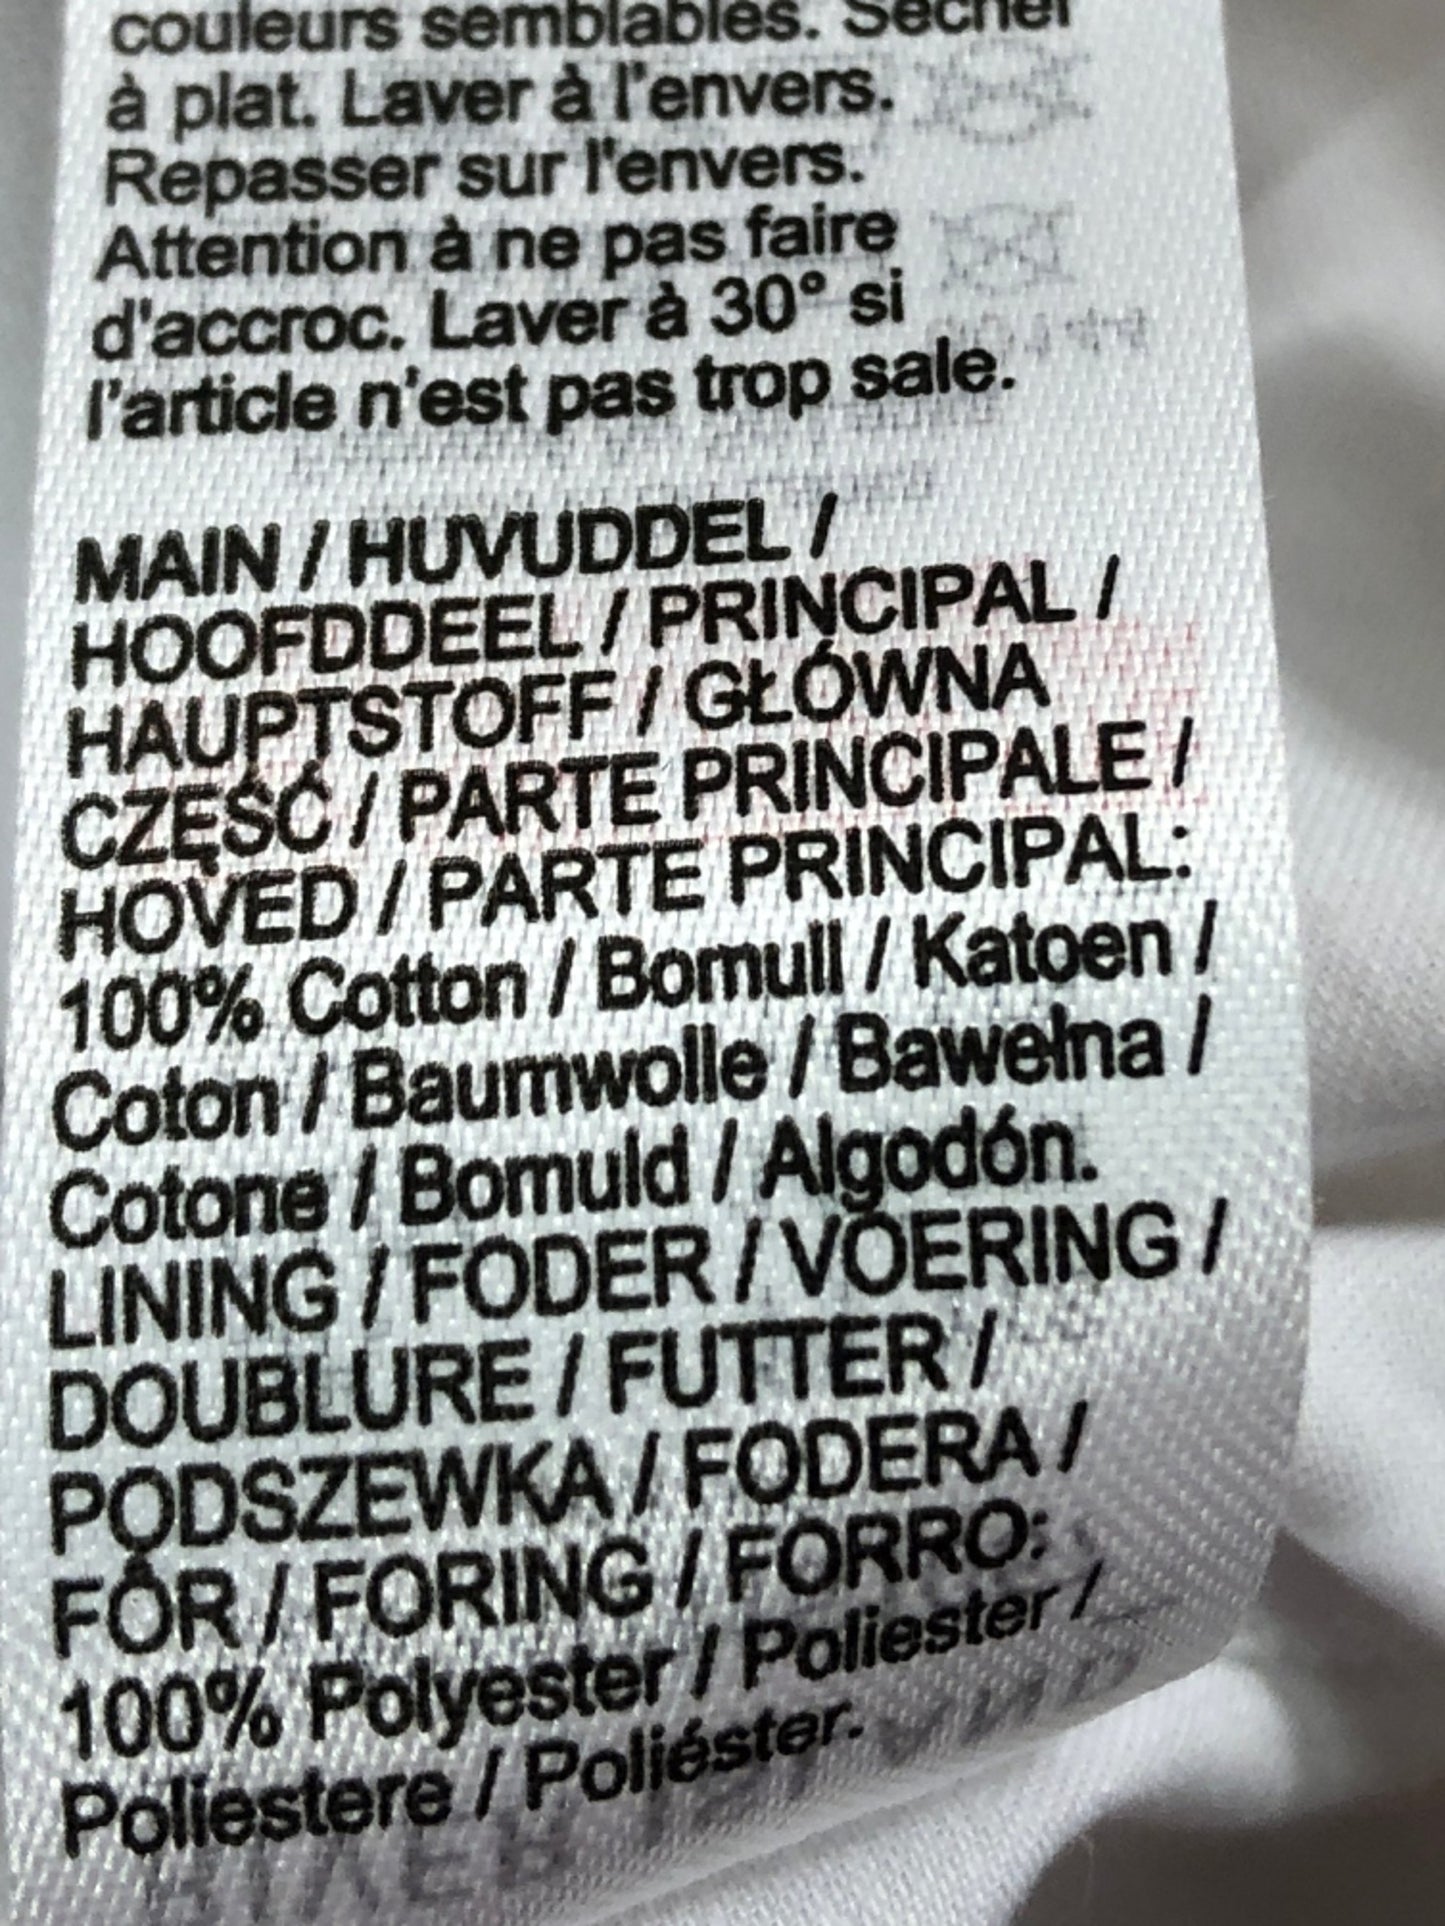 couleurs semblables. Sécher
à plat. Laver à l'envers.
Repasser sur l'envers.
Attention à ne pas faire
d'accroc. Laver à 30° si
l'article n'est pas trop sale.
MAIN / HUVUDDEL /
HOOFDDEEL / PRINCIPAL /
HAUPTSTOFF / GŁÓWNA
CZĘŚĆ / PARTE PRINCIPALE /
HOVED / PARTE PRINCIPAL:
100% Cotton / Bomull / Katoen /
Coton / Baumwolle / Bawełna /
Cotone / Bomuld / Algodón.
LINING / FODER / VOERING /
DOUBLURE / FUTTER /
PODSZEWKA / FODERA /
FÔR / FORING / FORRO:
100% Polyester / Poliester /
Poliestere / Poliéster.